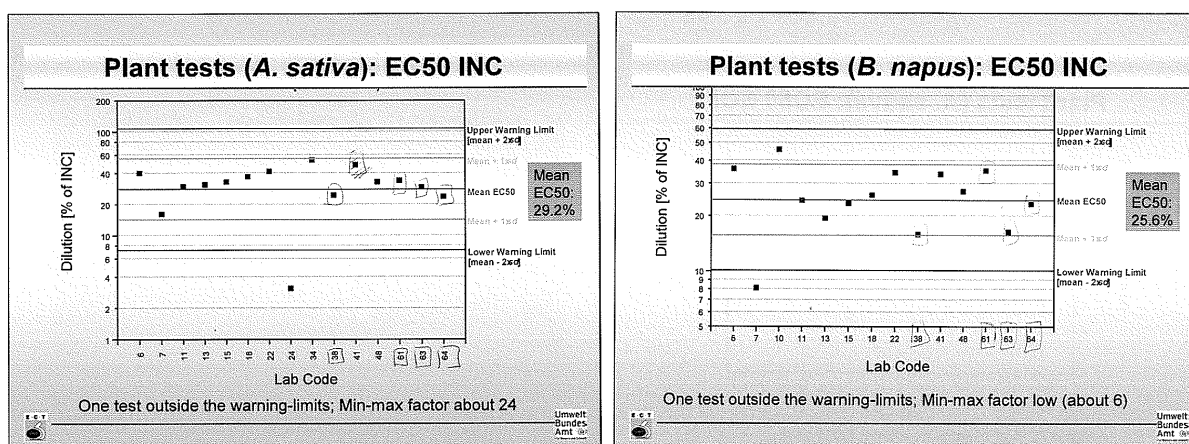 Plant tests (A. sativa): EC50 INC
200
100
80
60
40
20
10
8
6
4
2
1
Dilution [% of INC]
Upper Warning Limit
[mean + 2xsd]
Mean + 1xsd
Mean EC50
Mean + 1xsd
Lower Warning Limit
[mean - 2xsd]
Mean
EC50:
29.2%
6 7 11 13 15 18 22 24 34 38 41 48 61 63 64
Lab Code
One test outside the warning-limits; Min-max factor about 24
E C T
Umwelt
Bundes
Amt
Plant tests (B. napus): EC50 INC
100
90
80
70
60
50
40
30
20
10
9
8
7
6
5
Dilution [% of INC]
Upper Warning Limit
[mean + 2xsd]
Mean + 1xsd
Mean EC50
Mean + 1xsd
Lower Warning Limit
[mean - 2xsd]
Mean
EC50:
25.6%
6 7 10 11 13 15 18 22 38 41 48 61 63 64
Lab Code
One test outside the warning-limits; Min-max factor low (about 6)
E C T
Umwelt
Bundes
Amt